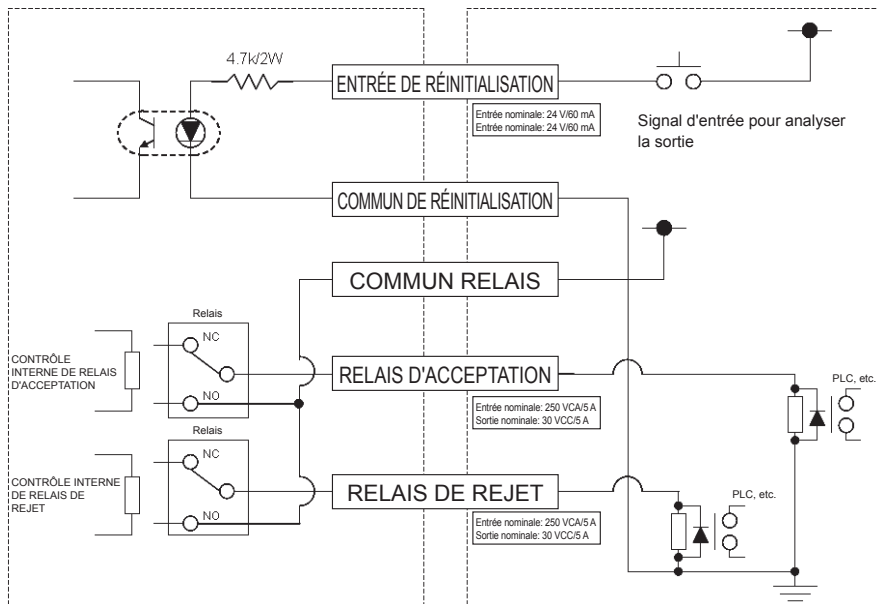 4.7k/2W
ENTRÉE DE RÉINITIALISATION
Entrée nominale: 24 V/60 mA
Entrée nominale: 24 V/60 mA
Signal d'entrée pour analyser
la sortie
COMMUN DE RÉINITIALISATION
COMMUN RELAIS
Relais
NC
NO
CONTRÔLE
INTERNE DE RELAIS
D'ACCEPTATION
RELAIS D'ACCEPTATION
Entrée nominale: 250 VCA/5 A
Sortie nominale: 30 VCC/5 A
PLC, etc.
Relais
NC
NO
CONTRÔLE INTERNE
DE RELAIS DE
REJET
RELAIS DE REJET
Entrée nominale: 250 VCA/5 A
Sortie nominale: 30 VCC/5 A
PLC, etc.